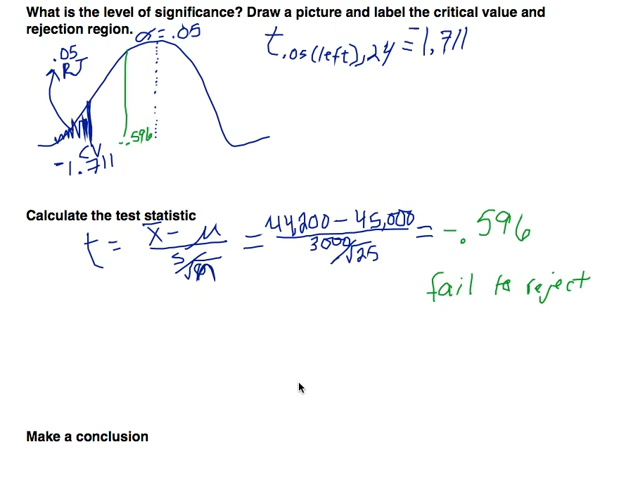 What is the level of significance? Draw a picture and label the critical value and
rejection region. α = .05
t.05(left), 24 = -1.711
.05
RJ
-.596
CV
-1.711
Calculate the test statistic
t = x̄ - μ / s/√n = 44,200 - 45,000 / 3000/√25 = -.596
fail to reject
Make a conclusion